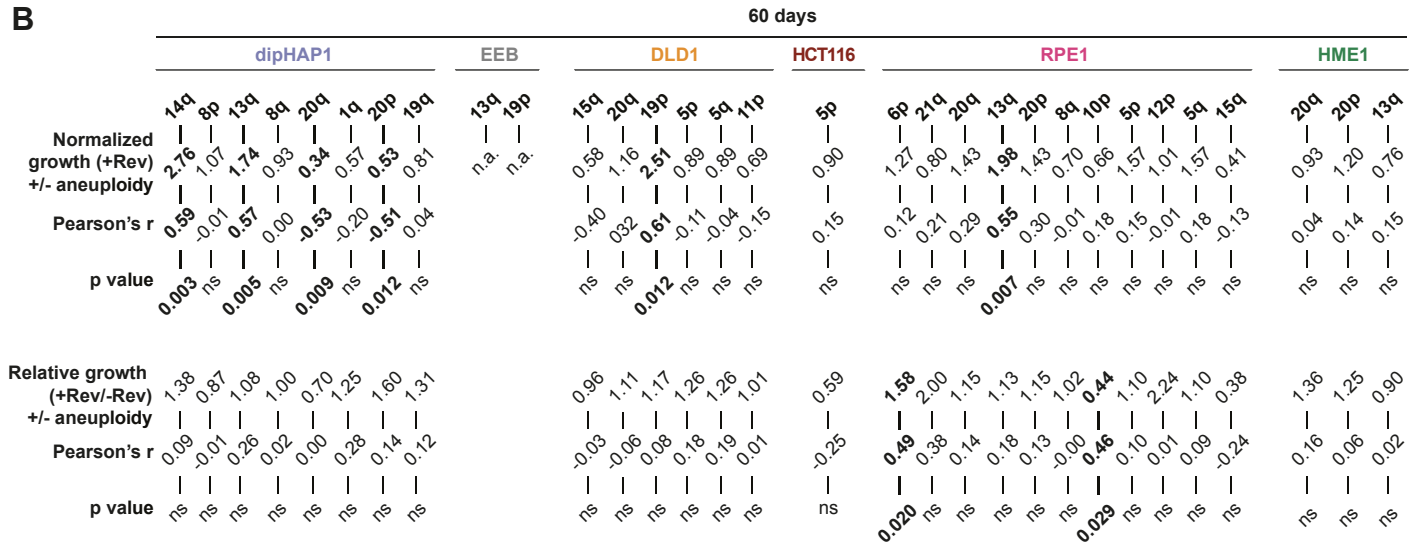 B
60 days
dipHAP1 EEB DLD1 HCT116 RPE1 HME1
14q 8p 13q 8q 20q 1q 20p 19q 13q 19p 15q 20q 19p 5p 5q 11p 5p 6p 21q 20q 13q 20p 8q 10p 5p 12p 5q 15q 20q 20p 13q
Normalized
growth (+Rev)
+/- aneuploidy
2.76 1.07 1.74 0.93 0.34 0.57 0.53 0.81 n.a. n.a. 0.58 1.16 2.51 0.89 0.89 0.69 0.90 1.27 0.80 1.43 1.98 1.43 0.70 0.66 1.57 1.01 1.57 0.41 0.93 1.20 0.76
Pearson's r 0.59 -0.01 0.57 0.00 -0.53 -0.20 -0.51 0.04 -0.40 032 0.61 -0.11 -0.04 -0.15 0.15 0.12 0.21 0.29 0.55 0.30 -0.01 0.18 0.15 -0.01 0.18 -0.13 0.04 0.14 0.15
p value 0.003 ns 0.005 ns 0.009 ns 0.012 ns ns ns 0.012 ns ns ns ns ns ns ns 0.007 ns ns ns ns ns ns ns ns ns ns
Relative growth
(+Rev/-Rev)
+/- aneuploidy
1.38 0.87 1.08 1.00 0.70 1.25 1.60 1.31 0.96 1.11 1.17 1.26 1.26 1.01 0.59 1.58 2.00 1.15 1.13 1.15 1.02 0.44 1.10 2.24 1.10 0.38 1.36 1.25 0.90
Pearson's r 0.09 -0.01 0.26 0.02 0.00 0.28 0.14 0.12 -0.03 -0.06 0.08 0.18 0.19 0.01 -0.25 0.49 0.38 0.14 0.18 0.13 -0.00 0.46 0.10 0.01 0.09 -0.24 0.16 0.06 0.02
p value ns ns ns ns ns ns ns ns ns ns ns ns ns ns ns 0.020 ns ns ns ns ns 0.029 ns ns ns ns ns ns ns